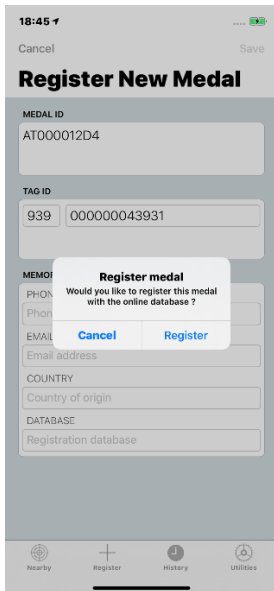 18:45
Cancel
Save
Register New Medal
MEDAL ID
AT000012D4
TAG ID
939
000000043931
MEMOR
PHON
Phon
EMAIL
Email address
COUNTRY
Country of origin
DATABASE
Registration database
Register medal
Would you like to register this medal
with the online database ?
Cancel
Register
Nearby
Register
History
Utilities